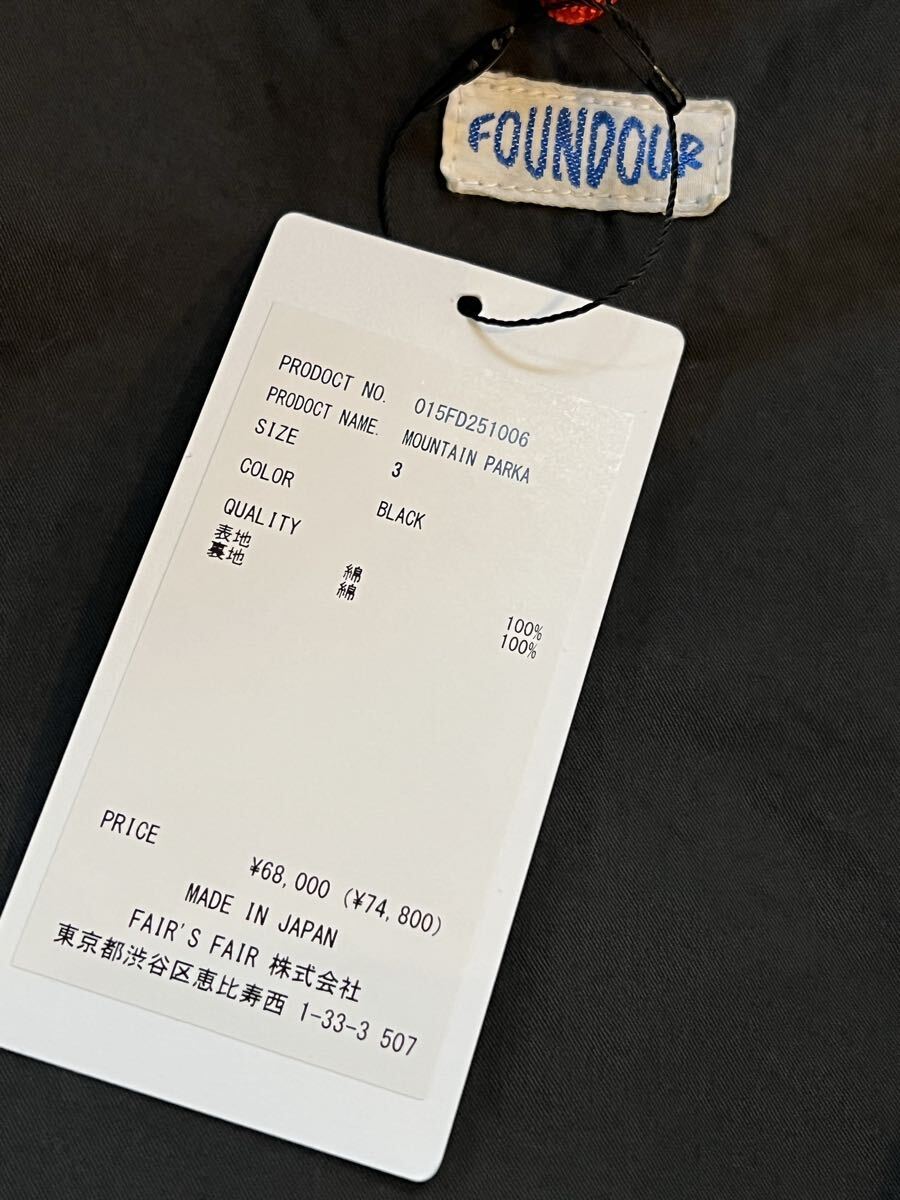 FOUNDOUR
PRODOCT NO. 015FD251006
PRODOCT NAME. MOUNTAIN PARKA
SIZE 3
COLOR BLACK
QUALITY
表地 綿 100%
裏地 綿 100%
PRICE ¥68,000 (¥74,800)
MADE IN JAPAN
FAIR'S FAIR 株式会社
東京都渋谷区恵比寿西 1-33-3 507